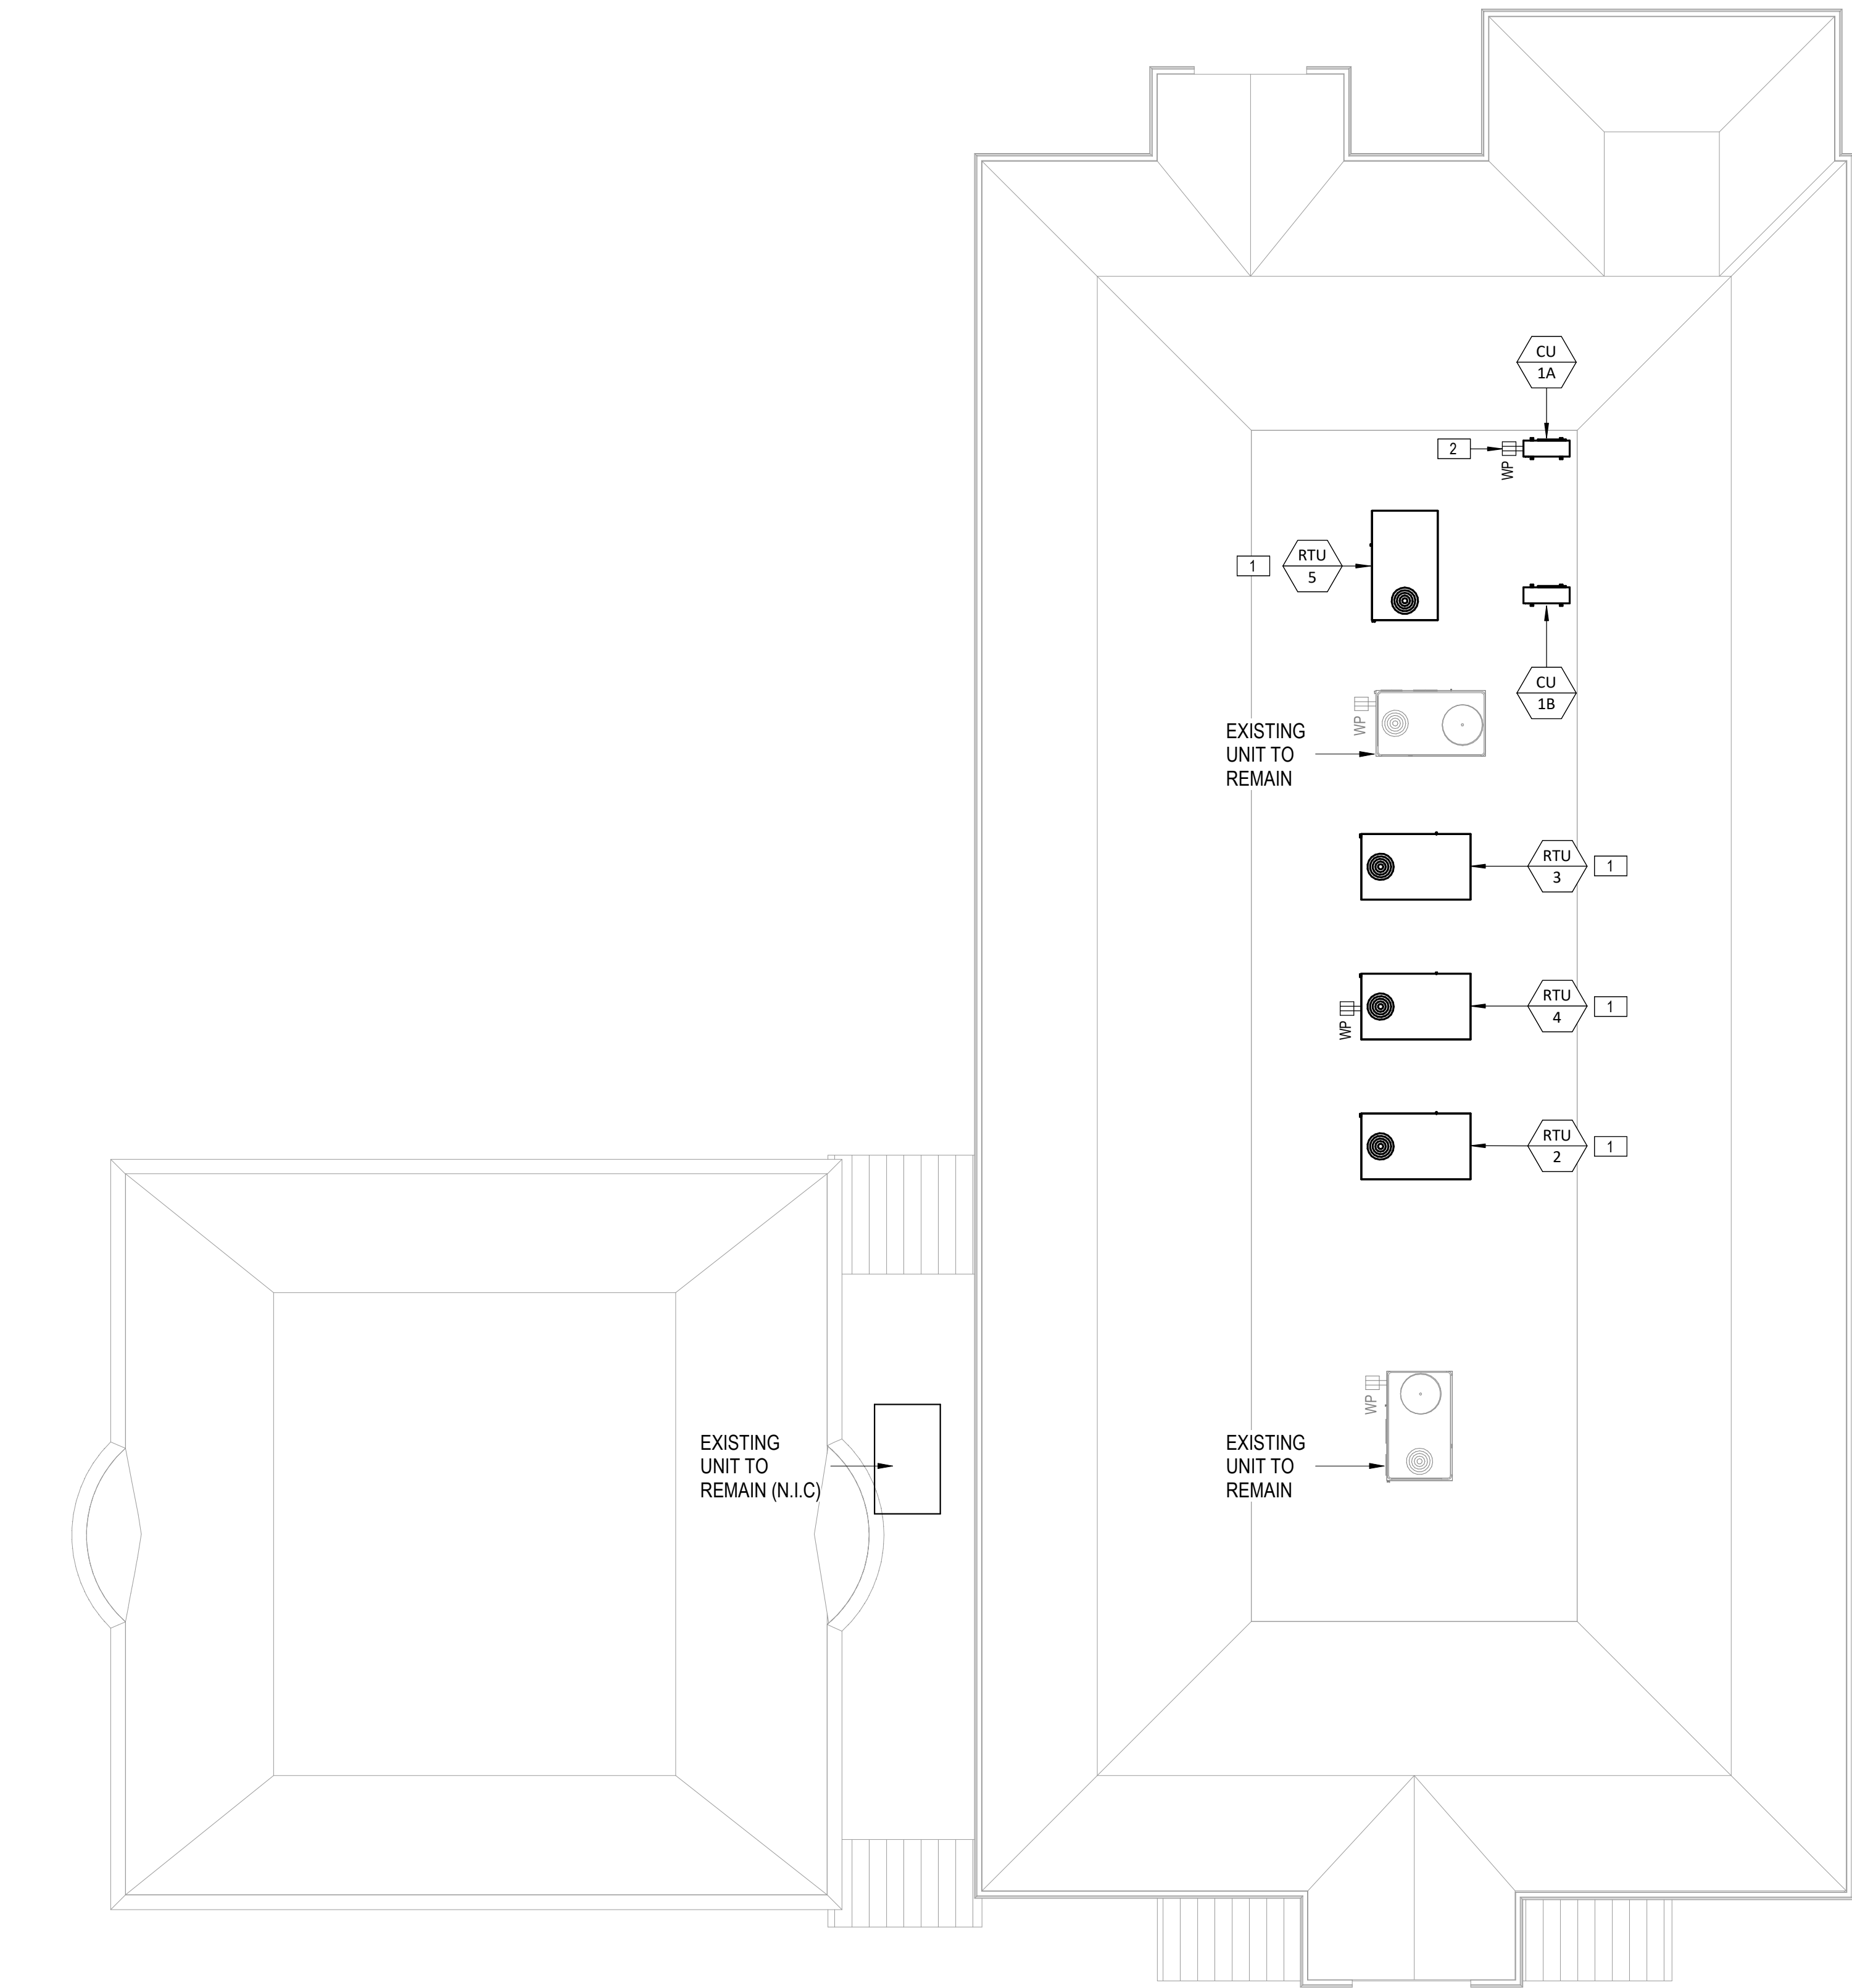 CU
1A
2
WP
1
RTU
5
CU
1B
WP
EXISTING
UNIT TO
REMAIN
RTU
3
1
RTU
4
1
WP
RTU
2
1
WP
EXISTING
UNIT TO
REMAIN (N.I.C)
EXISTING
UNIT TO
REMAIN